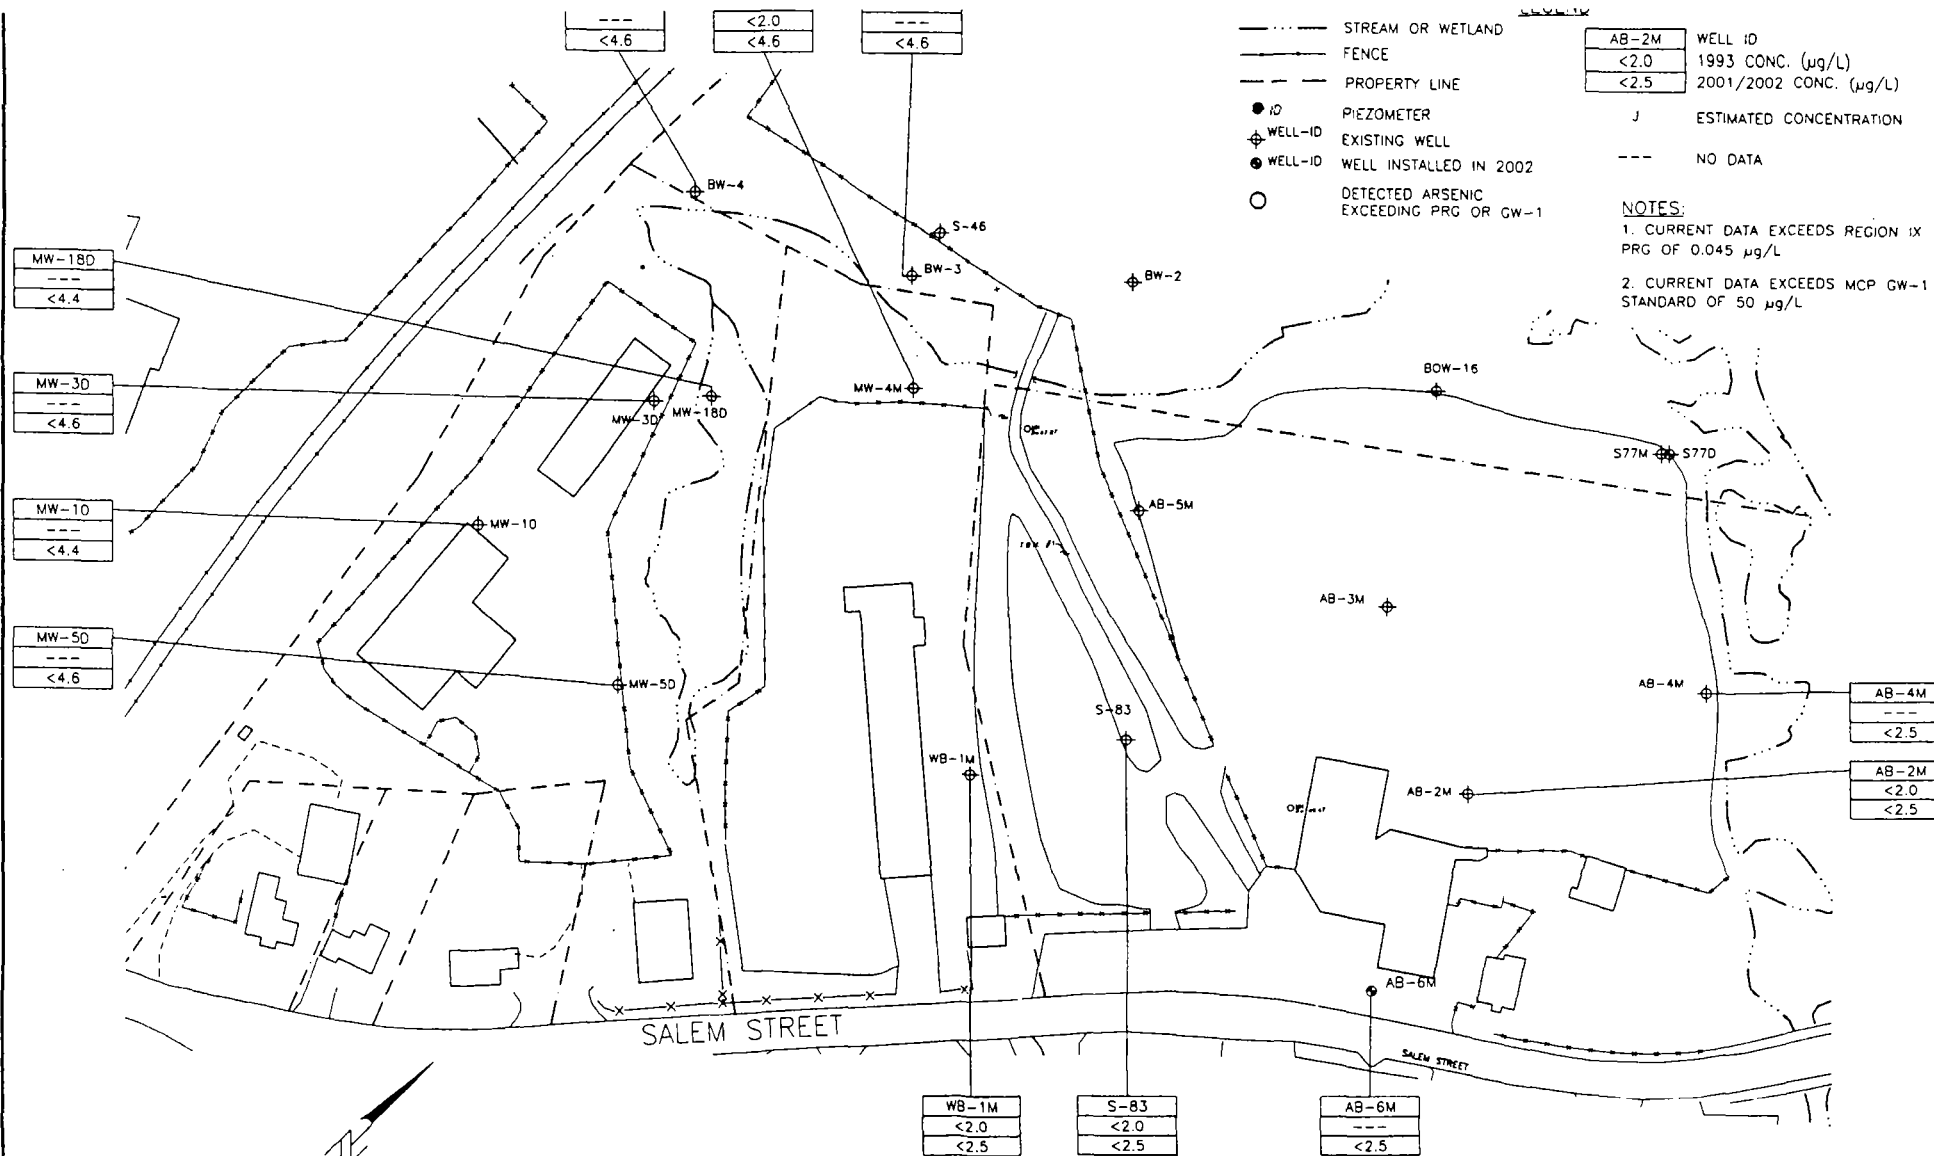 ---
<4.6
<2.0
<4.6
---
<4.6
STREAM OR WETLAND
FENCE
PROPERTY LINE
ID PIEZOMETER
WELL-ID EXISTING WELL
WELL-ID WELL INSTALLED IN 2002
DETECTED ARSENIC
EXCEEDING PRG OR GW-1
LEGEND
AB-2M WELL ID
<2.0 1993 CONC. (µg/L)
<2.5 2001/2002 CONC. (µg/L)
J ESTIMATED CONCENTRATION
--- NO DATA
NOTES:
1. CURRENT DATA EXCEEDS REGION IX
PRG OF 0.045 µg/L
2. CURRENT DATA EXCEEDS MCP GW-1
STANDARD OF 50 µg/L
BW-4
S-46
BW-3
BW-2
MW-18D
---
<4.4
MW-3D
---
<4.6
MW-10
---
<4.4
MW-5D
---
<4.6
MW-3D
MW-18D
MW-4M
BOW-16
S77M
S77D
MW-10
AB-5M
AB-3M
MW-5D
AB-4M
AB-4M
---
<2.5
S-83
WB-1M
AB-2M
AB-2M
<2.0
<2.5
AB-6M
SALEM STREET
SALEM STREET
WB-1M
<2.0
<2.5
S-83
<2.0
<2.5
AB-6M
---
<2.5